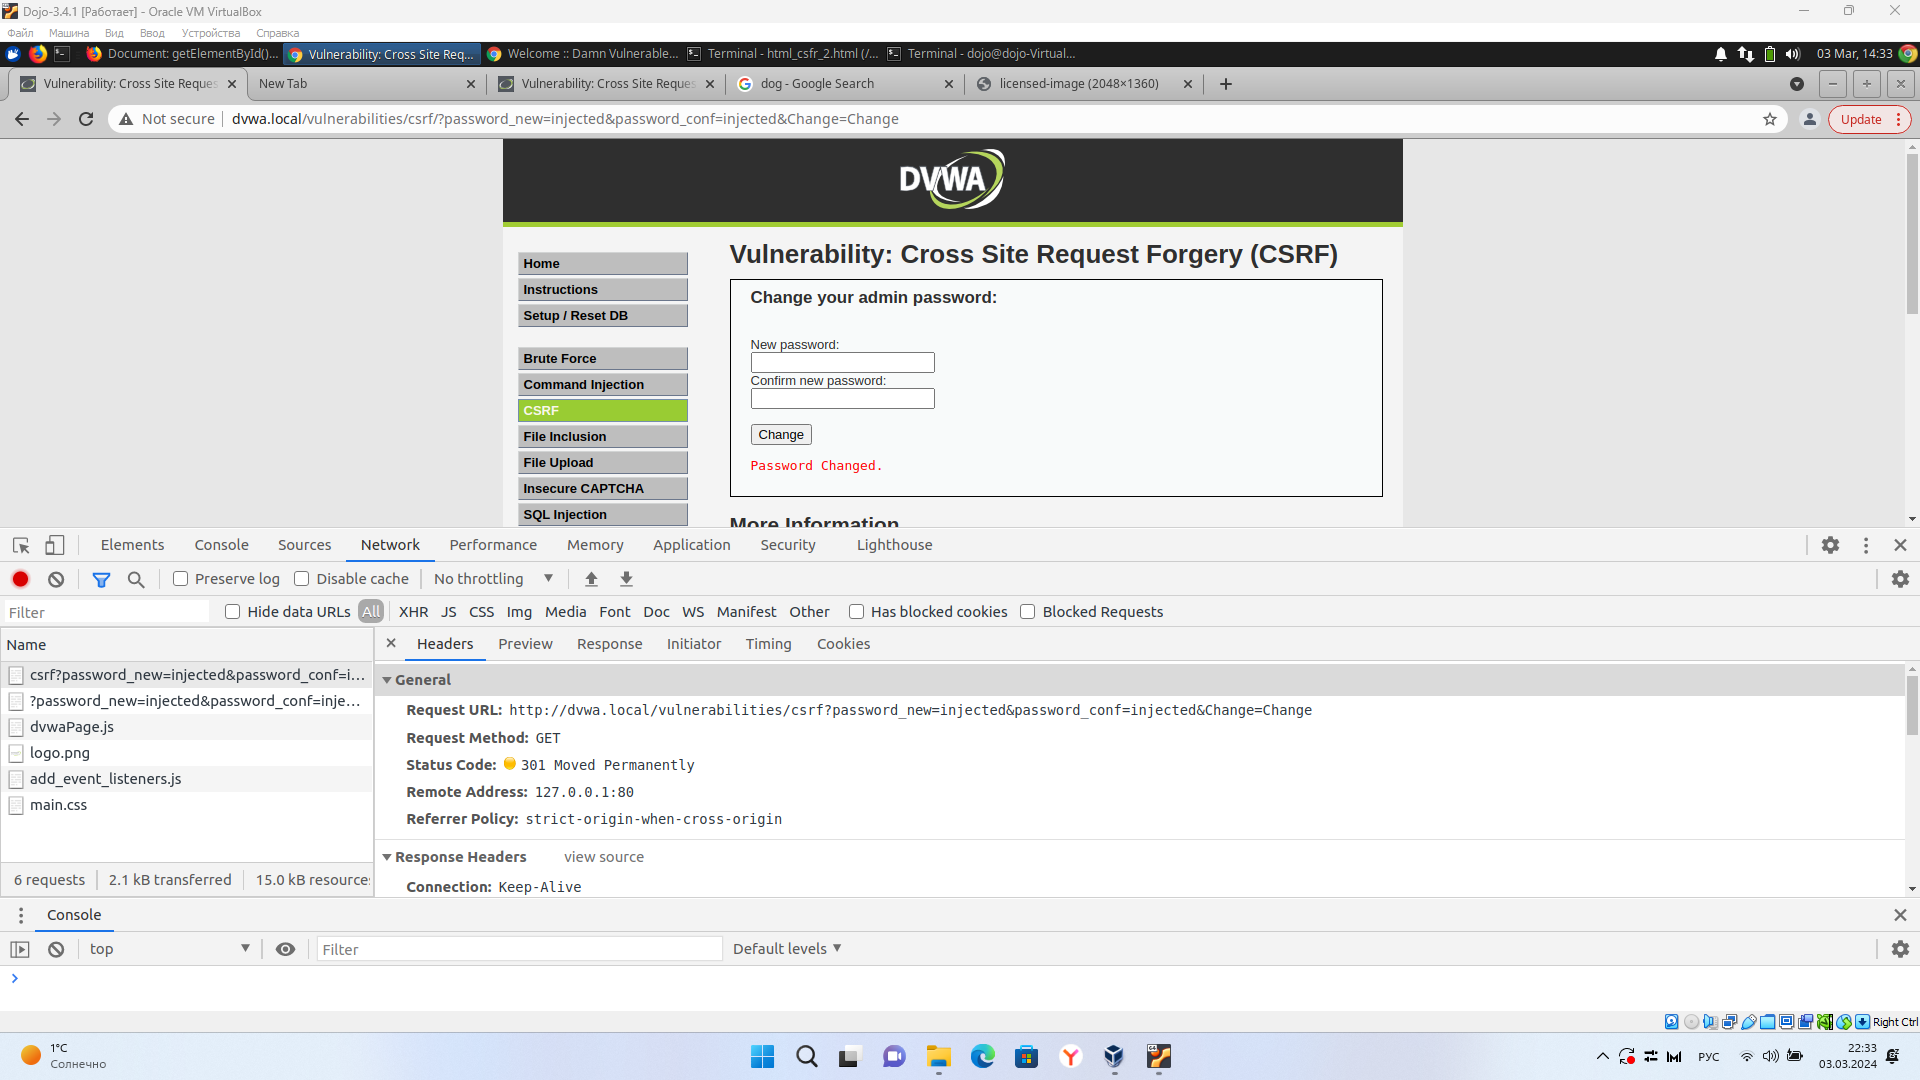 Dojo-3.4.1 [Работает] - Oracle VM VirtualBox
Файл Машина Вид Ввод Устройства Справка
Document: getElementById()... Vulnerability: Cross Site Req... Welcome :: Damn Vulnerable... Terminal - html_csfr_2.html (/... Terminal - dojo@dojo-Virtual... 03 Mar, 14:33
Vulnerability: Cross Site Reques New Tab Vulnerability: Cross Site Reques dog - Google Search licensed-image (2048×1360)
Not secure dvwa.local/vulnerabilities/csrf/?password_new=injected&password_conf=injected&Change=Change Update
DVWA
Vulnerability: Cross Site Request Forgery (CSRF)
Home
Instructions
Setup / Reset DB
Brute Force
Command Injection
CSRF
File Inclusion
File Upload
Insecure CAPTCHA
SQL Injection
Change your admin password:
New password:
Confirm new password:
Change
Password Changed.
More Information
Elements Console Sources Network Performance Memory Application Security Lighthouse
Preserve log Disable cache No throttling
Filter Hide data URLs All XHR JS CSS Img Media Font Doc WS Manifest Other Has blocked cookies Blocked Requests
Name
csrf?password_new=injected&password_conf=i...
?password_new=injected&password_conf=inje...
dvwaPage.js
logo.png
add_event_listeners.js
main.css
6 requests 2.1 kB transferred 15.0 kB resource
Headers Preview Response Initiator Timing Cookies
General
Request URL: http://dvwa.local/vulnerabilities/csrf?password_new=injected&password_conf=injected&Change=Change
Request Method: GET
Status Code: 301 Moved Permanently
Remote Address: 127.0.0.1:80
Referrer Policy: strict-origin-when-cross-origin
Response Headers view source
Connection: Keep-Alive
Console
top Filter Default levels
Right Ctrl
1°C
Солнечно
РУС
22:33
03.03.2024